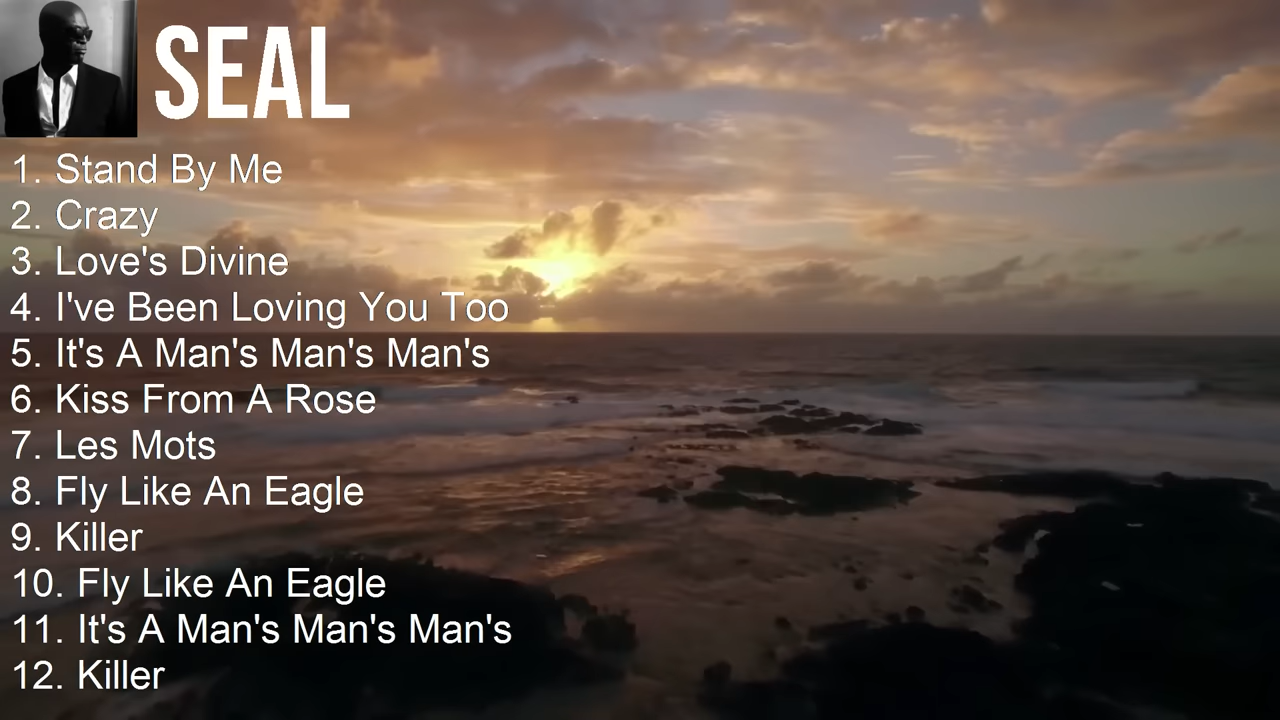 SEAL
1. Stand By Me
2. Crazy
3. Love's Divine
4. I've Been Loving You Too
5. It's A Man's Man's Man's
6. Kiss From A Rose
7. Les Mots
8. Fly Like An Eagle
9. Killer
10. Fly Like An Eagle
11. It's A Man's Man's Man's
12. Killer